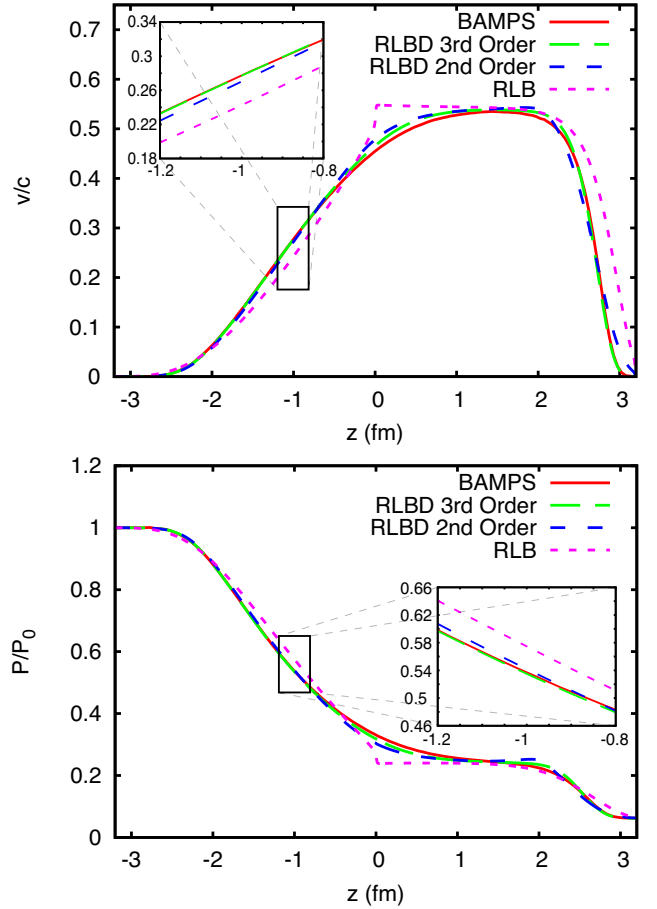 0.7
0.6
0.5
0.4
0.3
0.2
0.1
0
v/c
-3 -2 -1 0 1 2 3
z (fm)
BAMPS
RLBD 3rd Order
RLBD 2nd Order
RLB
0.34
0.3
0.26
0.22
0.18
-1.2 -1 -0.8
1.2
1
0.8
0.6
0.4
0.2
0
P/P0
-3 -2 -1 0 1 2 3
z (fm)
BAMPS
RLBD 3rd Order
RLBD 2nd Order
RLB
0.66
0.62
0.58
0.54
0.5
0.46
-1.2 -1 -0.8